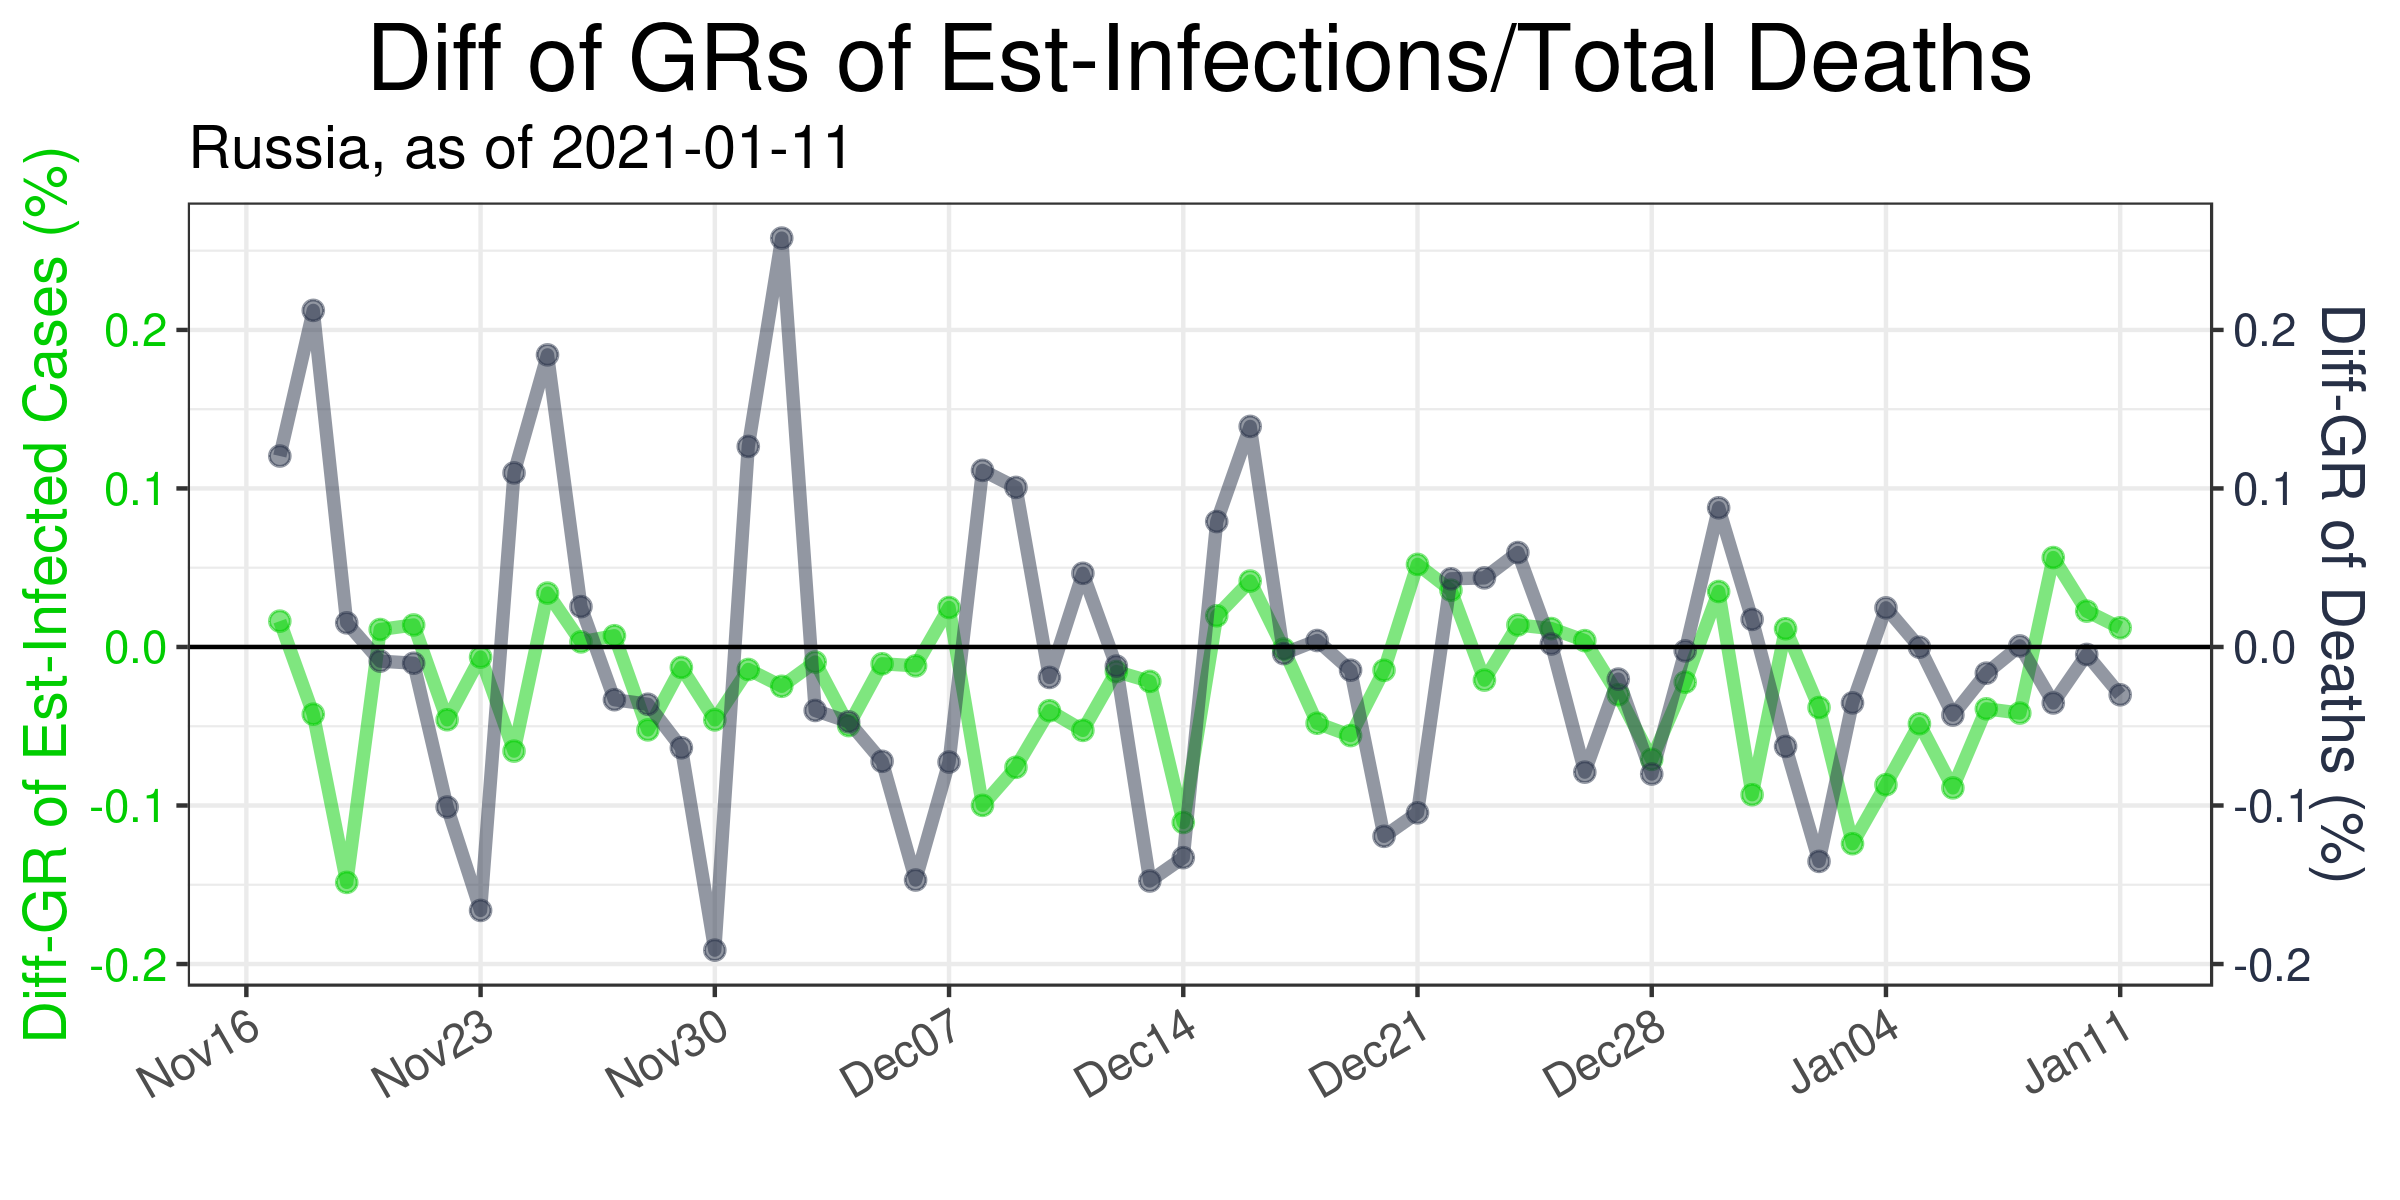 Diff of GRs of Est-Infections/Total Deaths
Russia, as of 2021-01-11
Diff-GR of Est-Infected Cases (%)
0.2
0.1
0.0
-0.1
-0.2
0.2
0.1
0.0
-0.1
-0.2
Diff-GR of Deaths (%)
Nov16
Nov23
Nov30
Dec07
Dec14
Dec21
Dec28
Jan04
Jan11